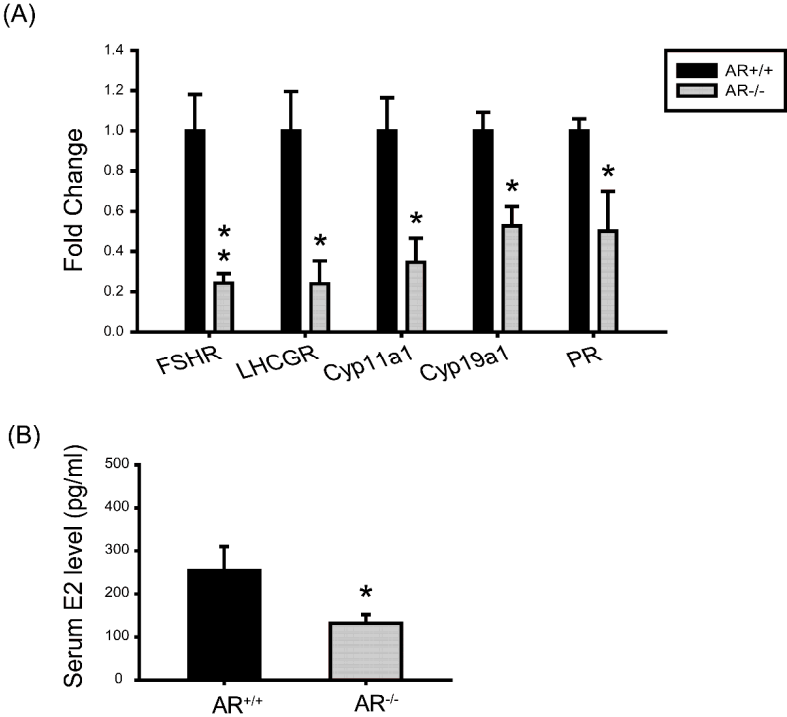 (A)
1.4
1.2
1.0
0.8
0.6
0.4
0.2
0.0
Fold Change
AR+/+
AR-/-
*
*
*
*
*
*
FSHR LHCGR Cyp11a1 Cyp19a1 PR
(B)
500
400
300
200
100
0
Serum E2 level (pg/ml)
*
AR+/+ AR-/-